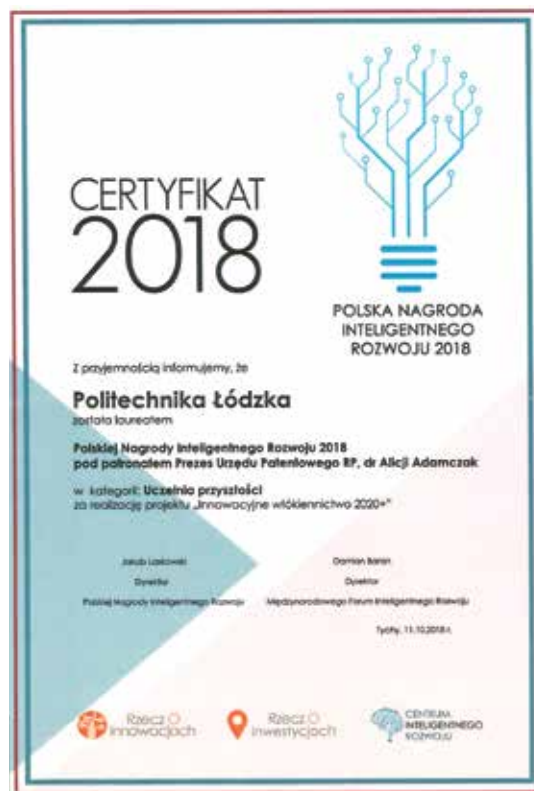 CERTYFIKAT
2018
POLSKA NAGRODA
INTELIGENTNEGO
ROZWOJU 2018
Z przyjemnością informujemy, że
Politechnika Łódzka
została laureatem
Polskiej Nagrody Inteligentnego Rozwoju 2018
pod patronatem Prezes Urzędu Patentowego RP, dr Alicji Adamczak
w kategorii: Uczelnia przyszłości
za realizację projektu „Innowacyjne włókiennictwo 2020+"
Jakub Laskowski
Dyrektor
Polskiej Nagrody Inteligentnego Rozwoju
Damian Baran
Dyrektor
Międzynarodowego Forum Inteligentnego Rozwoju
Tychy, 11.10.2018 r.
Rzecz O
innowacjach
Rzecz O
inwestycjach
CENTRUM
INTELIGENTNEGO
ROZWOJU